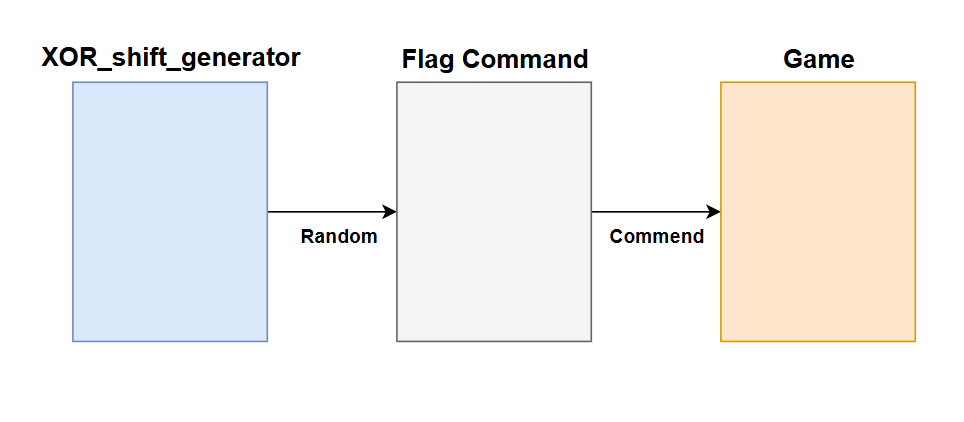 XOR_shift_generator
Flag Command
Game
Random
Commend